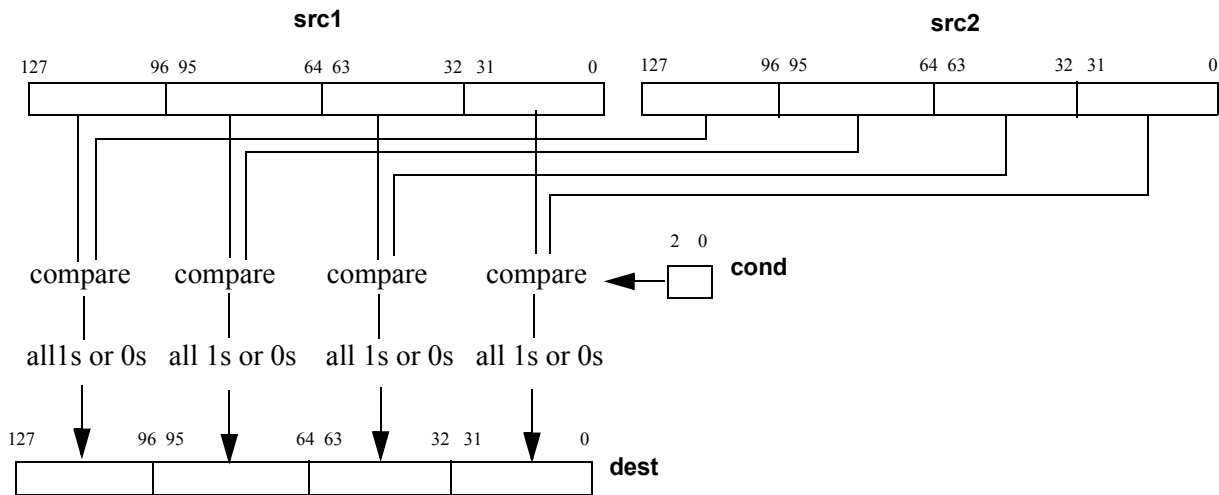 src1 src2
127 96 95 64 63 32 31 0 127 96 95 64 63 32 31 0
2 0
compare compare compare compare cond
all1s or 0s all 1s or 0s all 1s or 0s all 1s or 0s
127 96 95 64 63 32 31 0
dest